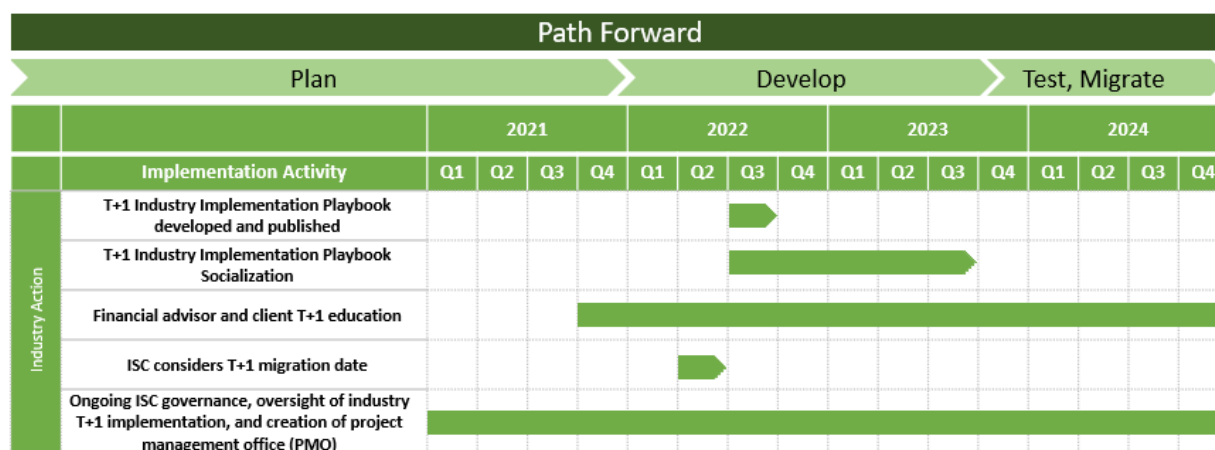 Path Forward
Plan
Develop
Test, Migrate
2021
2022
2023
2024
Implementation Activity
Q1
Q2
Q3
Q4
Q1
Q2
Q3
Q4
Q1
Q2
Q3
Q4
Q1
Q2
Q3
Q4
Industry Action
T+1 Industry Implementation Playbook
developed and published
T+1 Industry Implementation Playbook
Socialization
Financial advisor and client T+1 education
ISC considers T+1 migration date
Ongoing ISC governance, oversight of industry
T+1 implementation, and creation of project
management office (PMO)